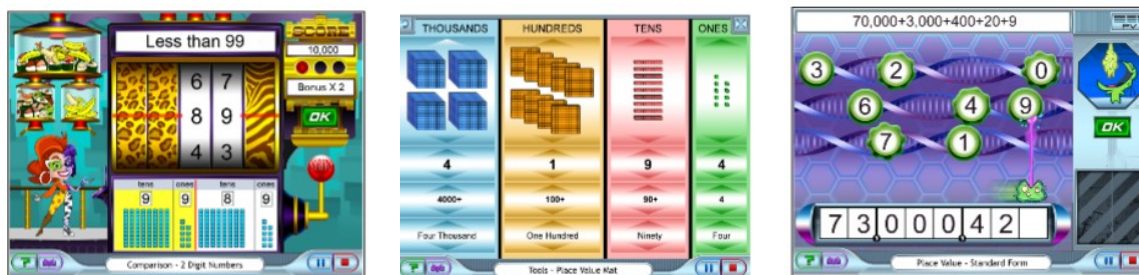 SCORE
Less than 99
10,000
Bonus X 2
6 7
8 9
OK
4 3
tens ones tens ones
9 9 8 9
Comparison - 2 Digit Numbers
THOUSANDS HUNDREDS TENS ONES
4 1 9 4
4000+ 100+ 90+ 4
Four Thousand One Hundred Ninety Four
Tools - Place Value Mat
70,000+3,000+400+20+9
3 2 0
6 4 9
OK
7 1
7 3 0 0 0 4 2
Place Value - Standard Form